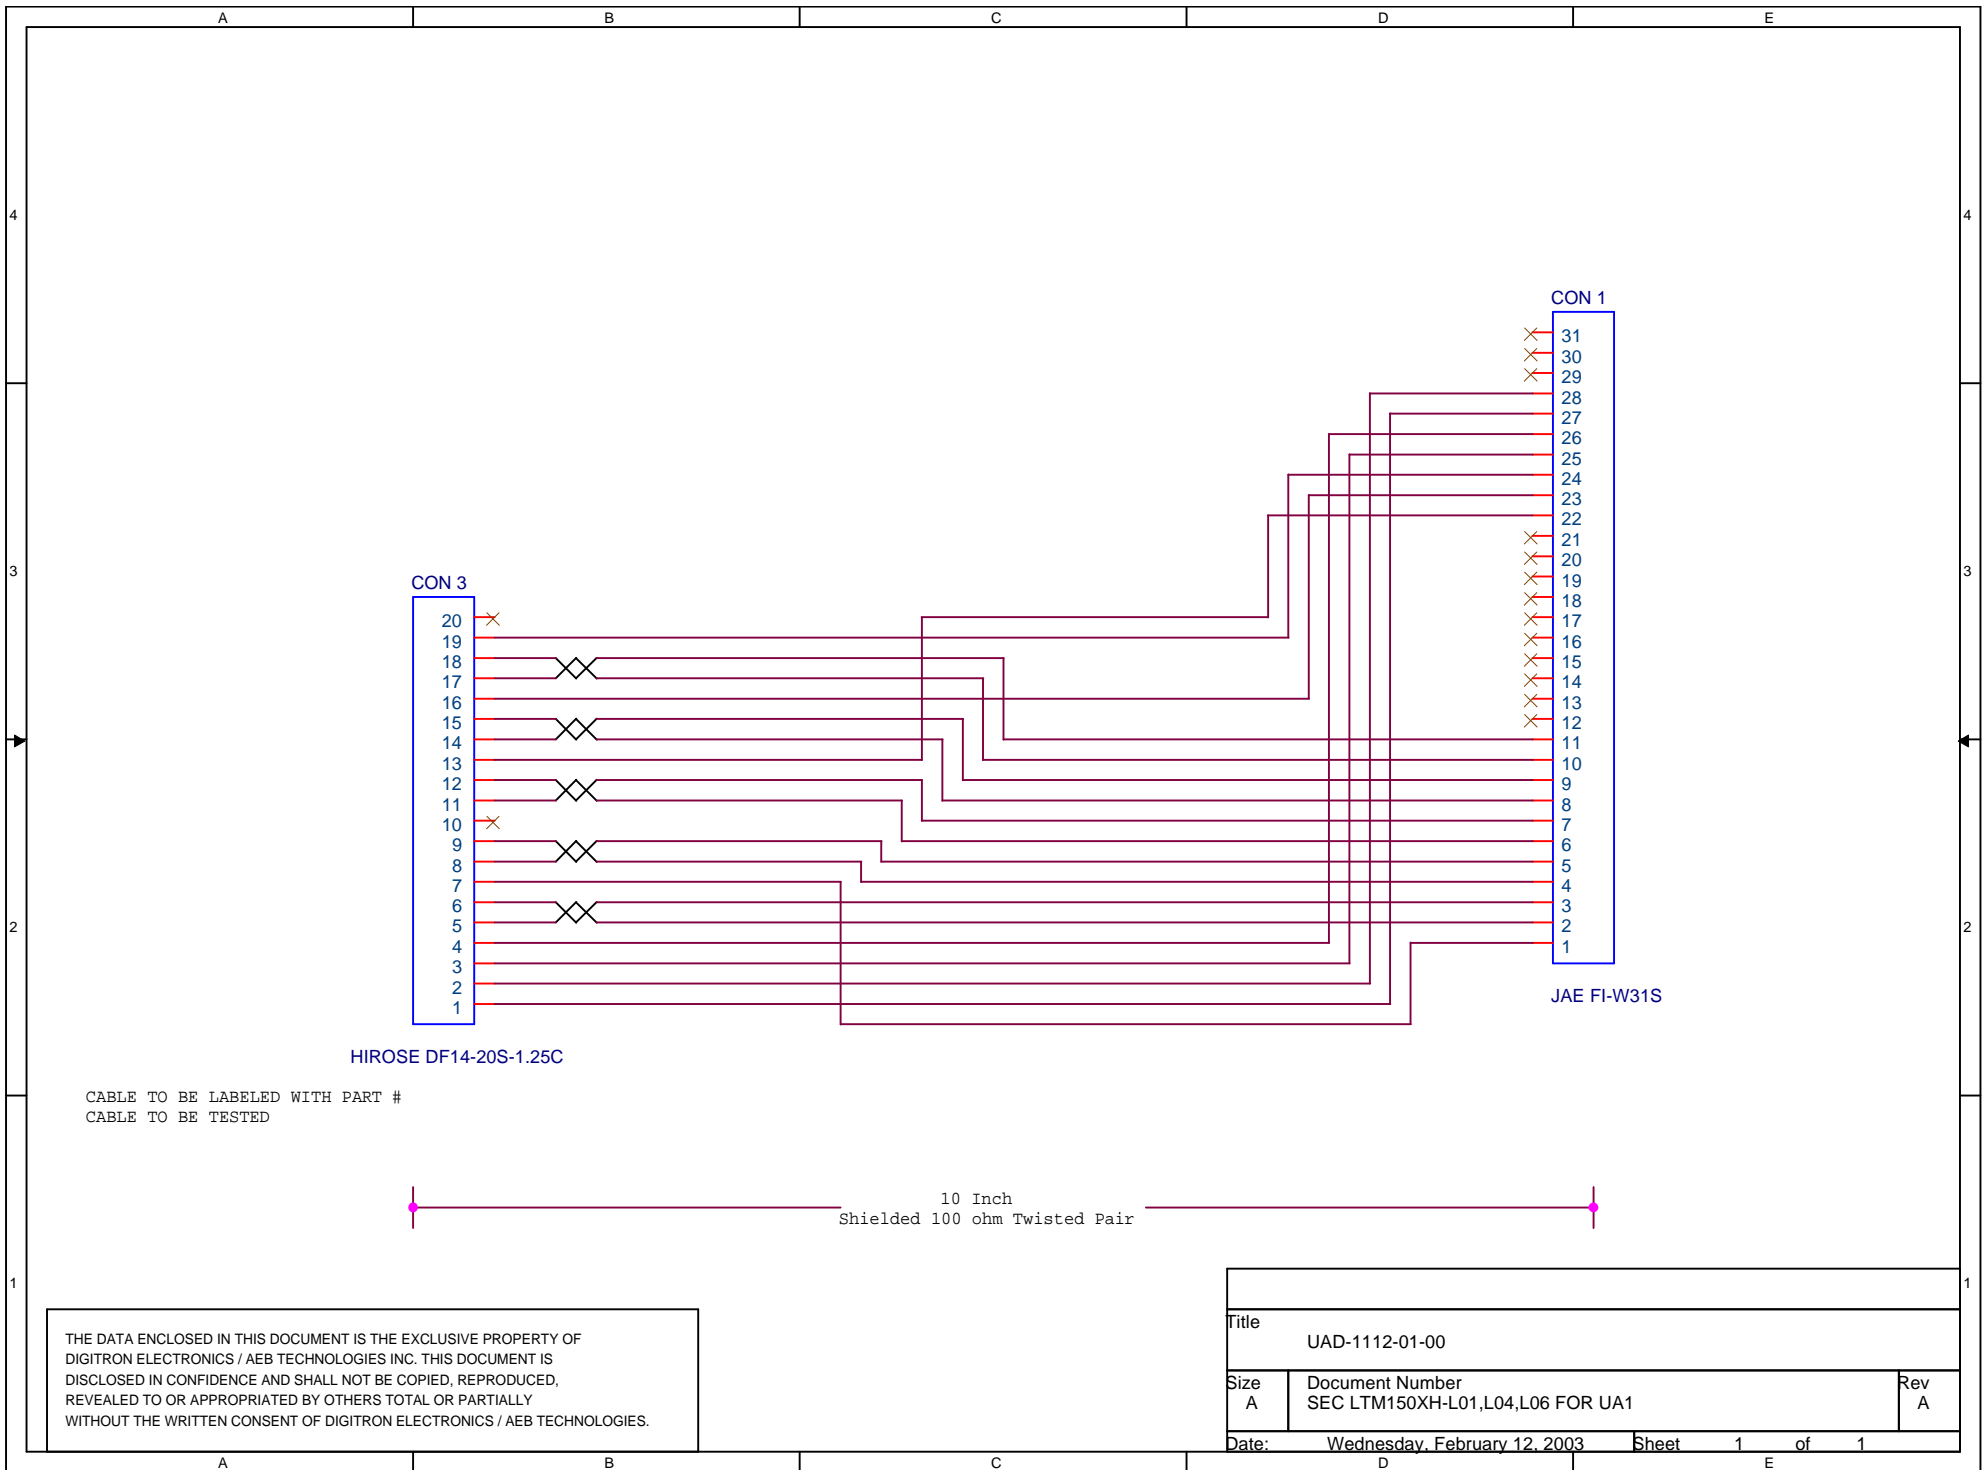 A B C D E
4 4
CON 1
31
30
29
28
27
26
25
24
23
22
21
20
19
18
17
16
15
14
13
12
11
10
9
8
7
6
5
4
3
2
1
JAE FI-W31S
3 3
CON 3
20
19
18
17
16
15
14
13
12
11
10
9
8
7
6
5
4
3
2
1
HIROSE DF14-20S-1.25C
2 2
CABLE TO BE LABELED WITH PART #
CABLE TO BE TESTED
10 Inch
Shielded 100 ohm Twisted Pair
1 1
THE DATA ENCLOSED IN THIS DOCUMENT IS THE EXCLUSIVE PROPERTY OF
DIGITRON ELECTRONICS / AEB TECHNOLOGIES INC. THIS DOCUMENT IS
DISCLOSED IN CONFIDENCE AND SHALL NOT BE COPIED, REPRODUCED,
REVEALED TO OR APPROPRIATED BY OTHERS TOTAL OR PARTIALLY
WITHOUT THE WRITTEN CONSENT OF DIGITRON ELECTRONICS / AEB TECHNOLOGIES.
Title
UAD-1112-01-00
Size Document Number Rev
A SEC LTM150XH-L01,L04,L06 FOR UA1 A
Date: Wednesday, February 12, 2003 Sheet 1 of 1
A B C D E